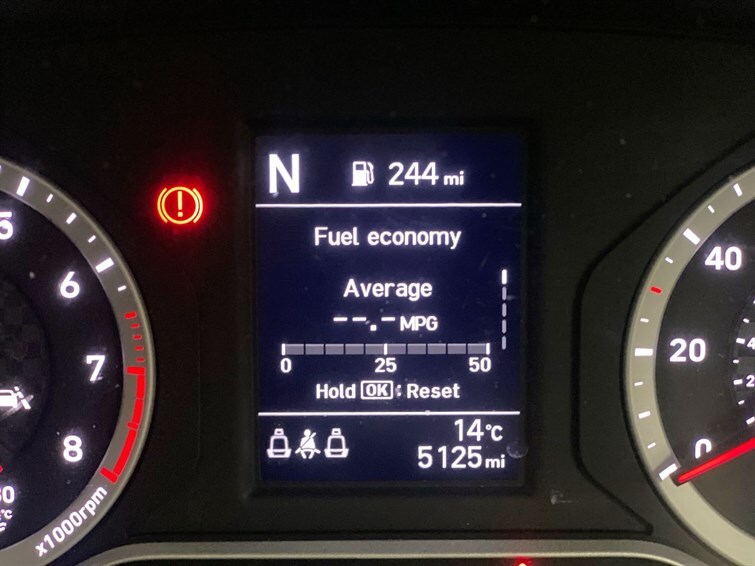 N 244 mi
Fuel economy
Average
--.- MPG
0 25 50
Hold OK : Reset
14°C
5125 mi
5
6
7
8
x1000rpm
40
20
0